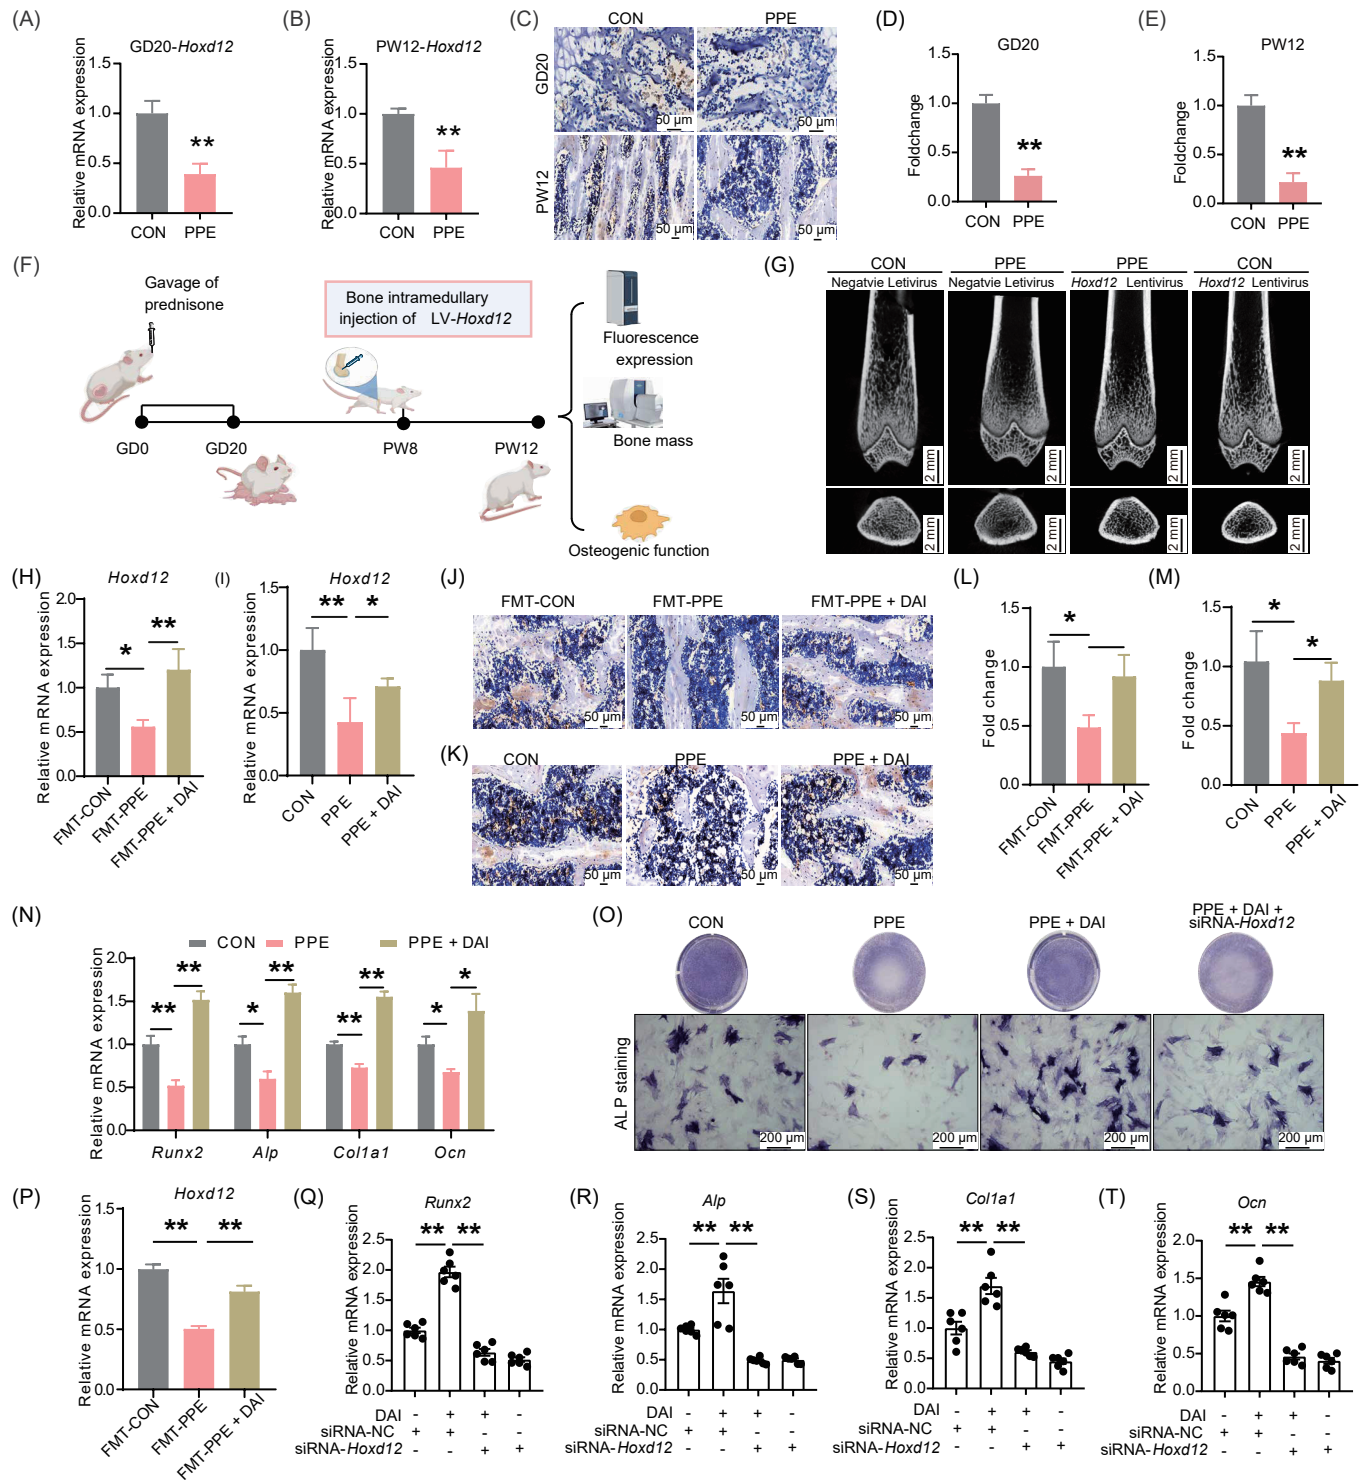 (A)
GD20-Hoxd12
Relative mRNA expression
1.5
1.0
0.5
0.0
**
CON PPE
(B)
PW12-Hoxd12
Relative mRNA expression
1.5
1.0
0.5
0.0
**
CON PPE
(C)
CON PPE
GD20
50 µm 50 µm
PW12
50 µm 50 µm
(D)
GD20
Foldchange
1.5
1.0
0.5
0.0
**
CON PPE
(E)
PW12
Foldchange
1.5
1.0
0.5
0.0
**
CON PPE
(F)
Gavage of
prednisone
Bone intramedullary
injection of LV-Hoxd12
GD0 GD20 PW8 PW12
Fluorescence
expression
Bone mass
Osteogenic function
(G)
CON PPE PPE CON
Negatvie Letivirus Negatvie Letivirus Hoxd12 Lentivirus Hoxd12 Lentivirus
2 mm 2 mm 2 mm 2 mm
2 mm 2 mm 2 mm 2 mm
(H)
Hoxd12
Relative mRNA expression
2.0
1.5
1.0
0.5
0.0
* **
FMT-CON FMT-PPE FMT-PPE + DAI
(I)
Hoxd12
Relative mRNA expression
1.5
1.0
0.5
0.0
** *
CON PPE PPE + DAI
(J)
FMT-CON FMT-PPE FMT-PPE + DAI
50 µm 50 µm 50 µm
(K)
CON PPE PPE + DAI
50 µm 50 µm 50 µm
(L)
Fold change
1.5
1.0
0.5
0.0
*
FMT-CON FMT-PPE FMT-PPE + DAI
(M)
Fold change
1.5
1.0
0.5
0.0
* *
CON PPE PPE + DAI
(N)
CON PPE PPE + DAI
Relative mRNA expression
2.0
1.5
1.0
0.5
0.0
** ** * ** ** ** * *
Runx2 Alp Col1a1 Ocn
(O)
CON PPE PPE + DAI PPE + DAI +
siRNA-Hoxd12
ALP staining
200 µm 200 µm 200 µm 200 µm
(P)
Hoxd12
Relative mRNA expression
1.5
1.0
0.5
0.0
** **
FMT-CON FMT-PPE FMT-PPE + DAI
(Q)
Runx2
Relative mRNA expression
2.5
2.0
1.5
1.0
0.5
0.0
** **
DAI - + + -
siRNA-NC + + - -
siRNA-Hoxd12 - - + +
(R)
Alp
Relative mRNA expression
2.5
2.0
1.5
1.0
0.5
0.0
** **
DAI - + + -
siRNA-NC + + - -
siRNA-Hoxd12 - - + +
(S)
Col1a1
Relative mRNA expression
2.5
2.0
1.5
1.0
0.5
0.0
** **
DAI - + + -
siRNA-NC + + - -
siRNA-Hoxd12 - - + +
(T)
Ocn
Relative mRNA expression
2.0
1.5
1.0
0.5
0.0
** **
DAI - + + -
siRNA-NC + + - -
siRNA-Hoxd12 - - + +